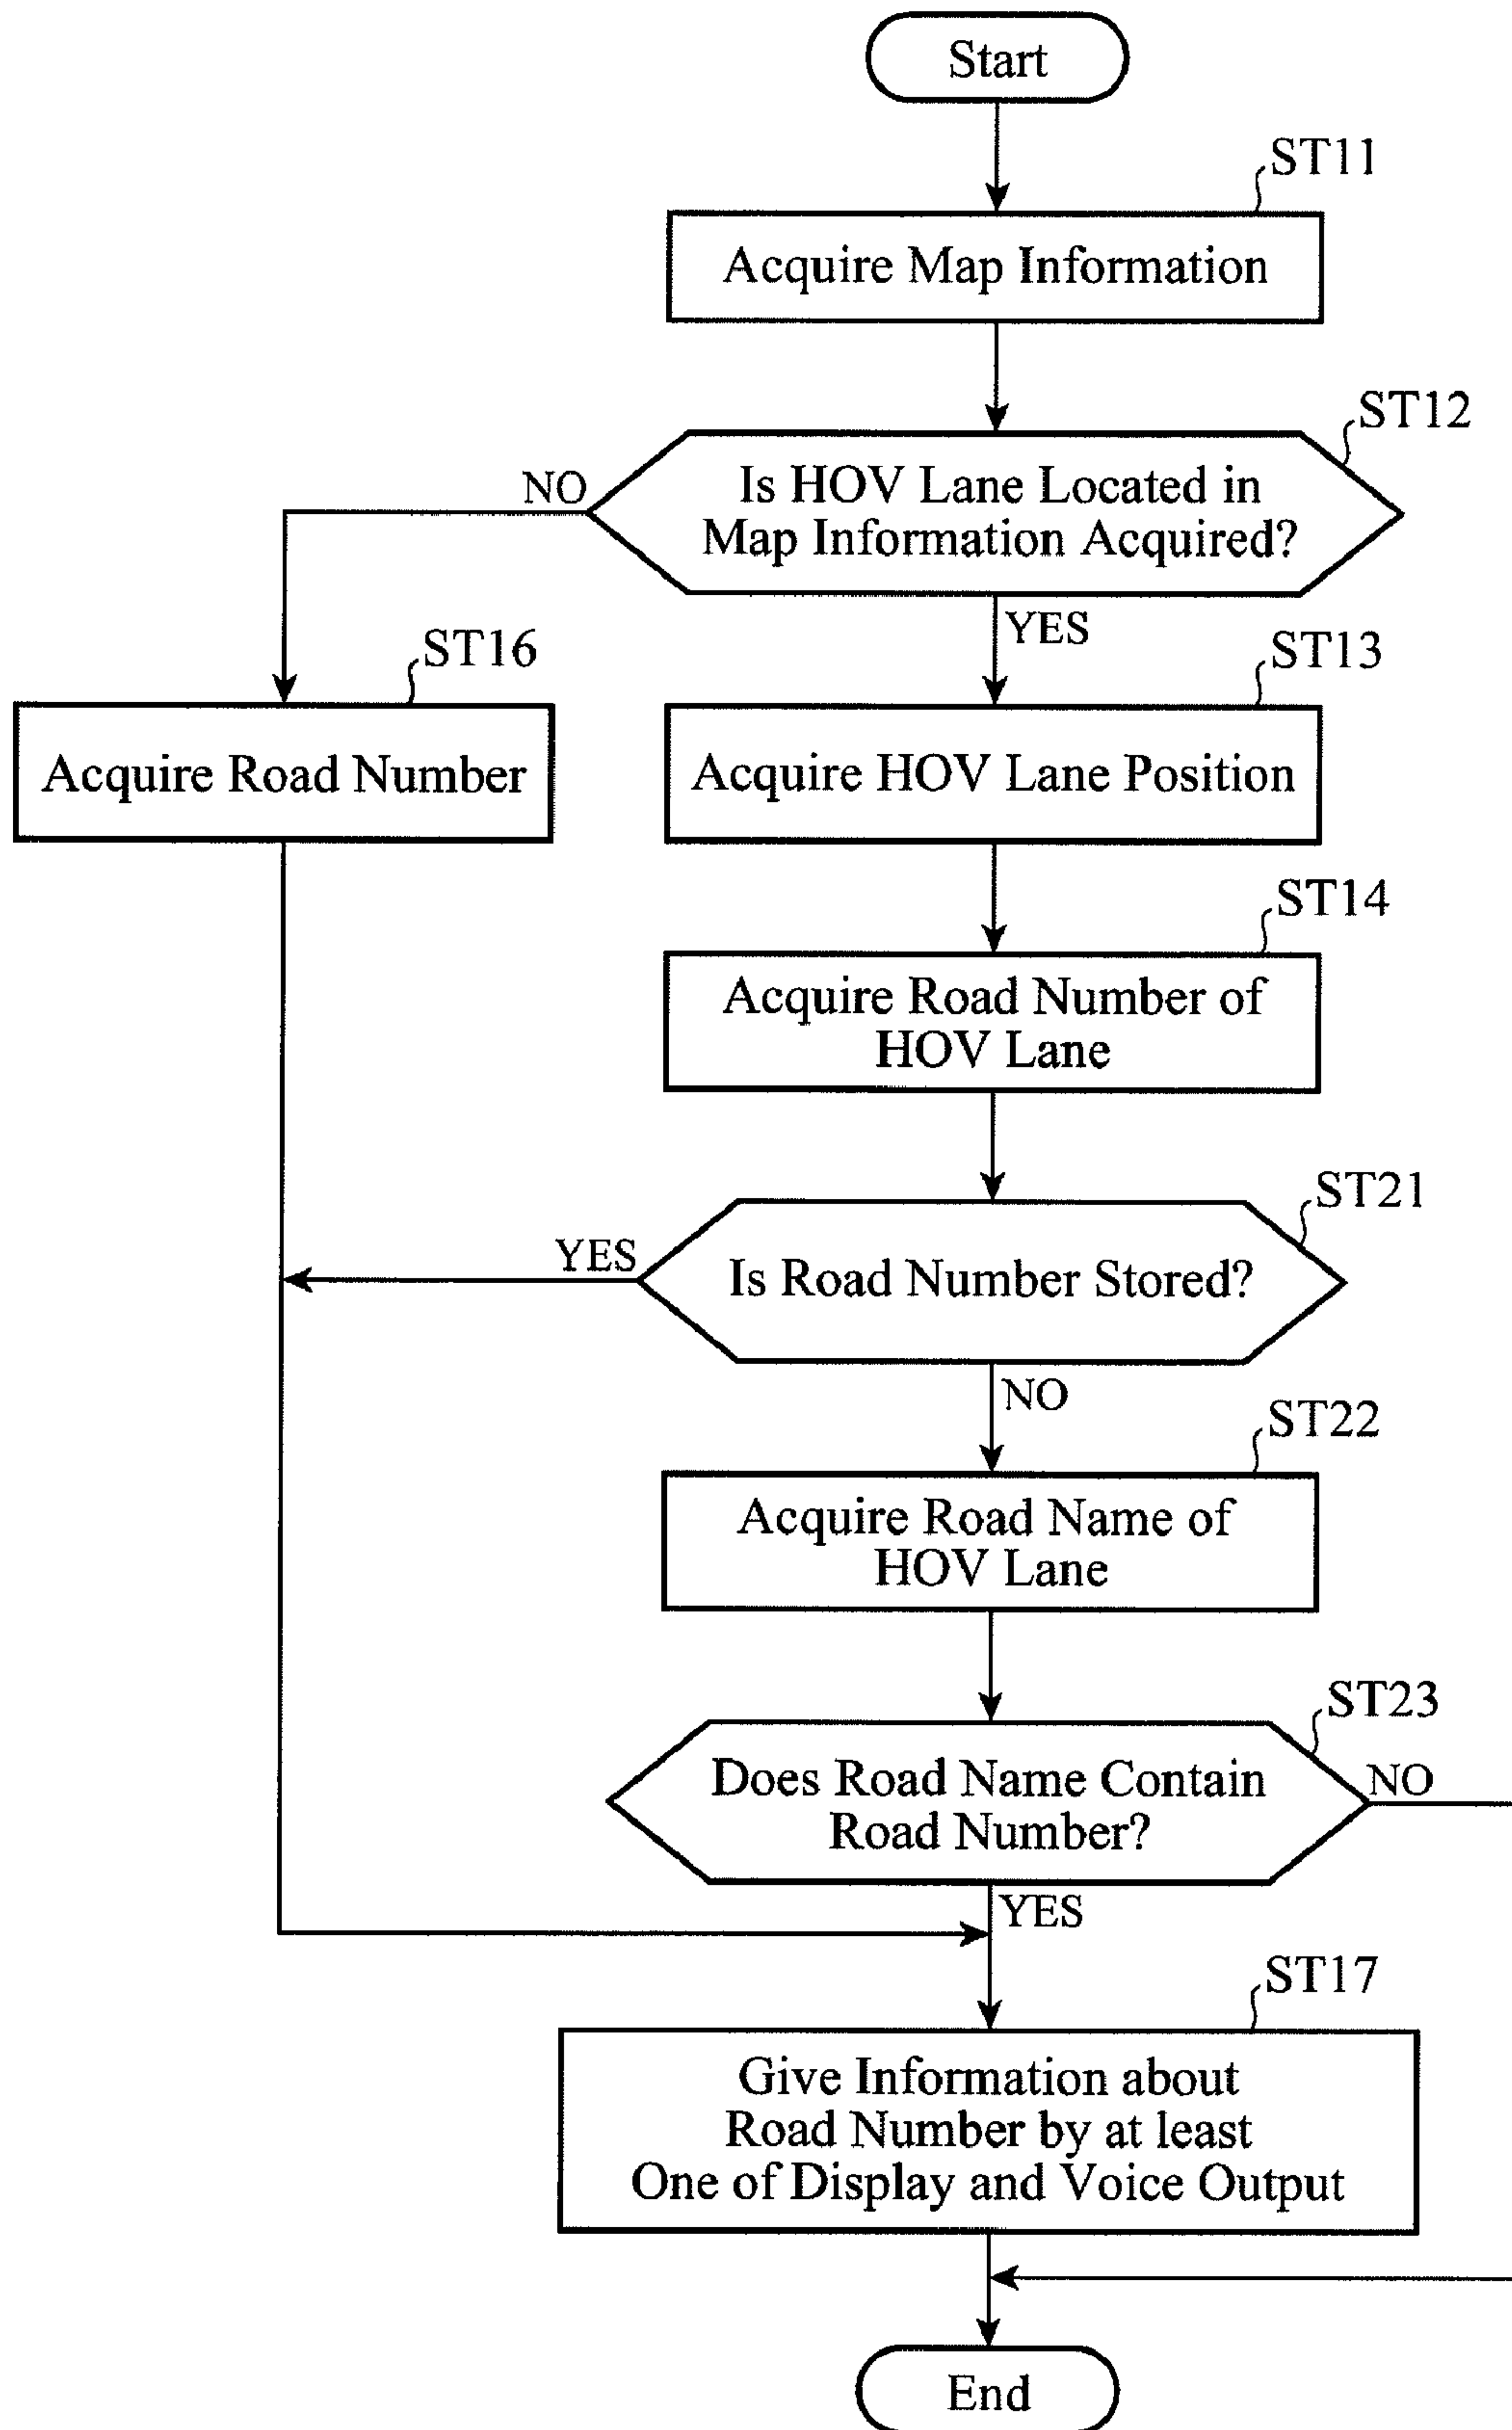 Start
ST11
Acquire Map Information
ST12
NO
Is HOV Lane Located in
Map Information Acquired?
YES
ST16
ST13
Acquire Road Number
Acquire HOV Lane Position
ST14
Acquire Road Number of
HOV Lane
ST21
YES
Is Road Number Stored?
NO
ST22
Acquire Road Name of
HOV Lane
ST23
Does Road Name Contain
Road Number?
NO
YES
ST17
Give Information about
Road Number by at least
One of Display and Voice Output
End